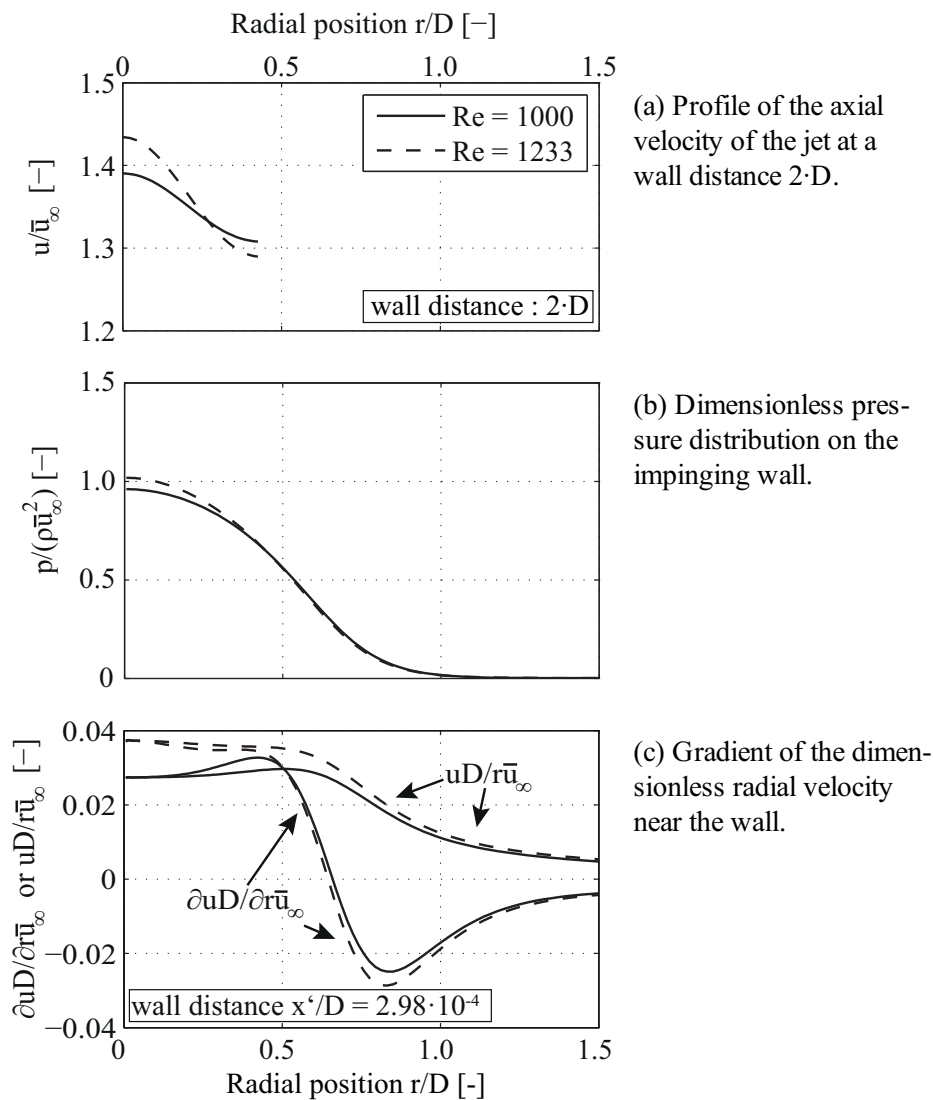 Radial position r/D [−]
0 0.5 1.0 1.5
1.5
1.4
1.3
1.2
u/ū∞ [−]
Re = 1000
Re = 1233
wall distance : 2·D
(a) Profile of the axial
velocity of the jet at a
wall distance 2·D.
1.5
1.0
0.5
0
p/(ρū²∞) [−]
(b) Dimensionless pres-
sure distribution on the
impinging wall.
0.04
0.02
0
−0.02
−0.04
∂uD/∂rū∞ or uD/rū∞ [−]
uD/rū∞
∂uD/∂rū∞
wall distance x‘/D = 2.98·10⁻⁴
0 0.5 1.0 1.5
Radial position r/D [-]
(c) Gradient of the dimen-
sionless radial velocity
near the wall.